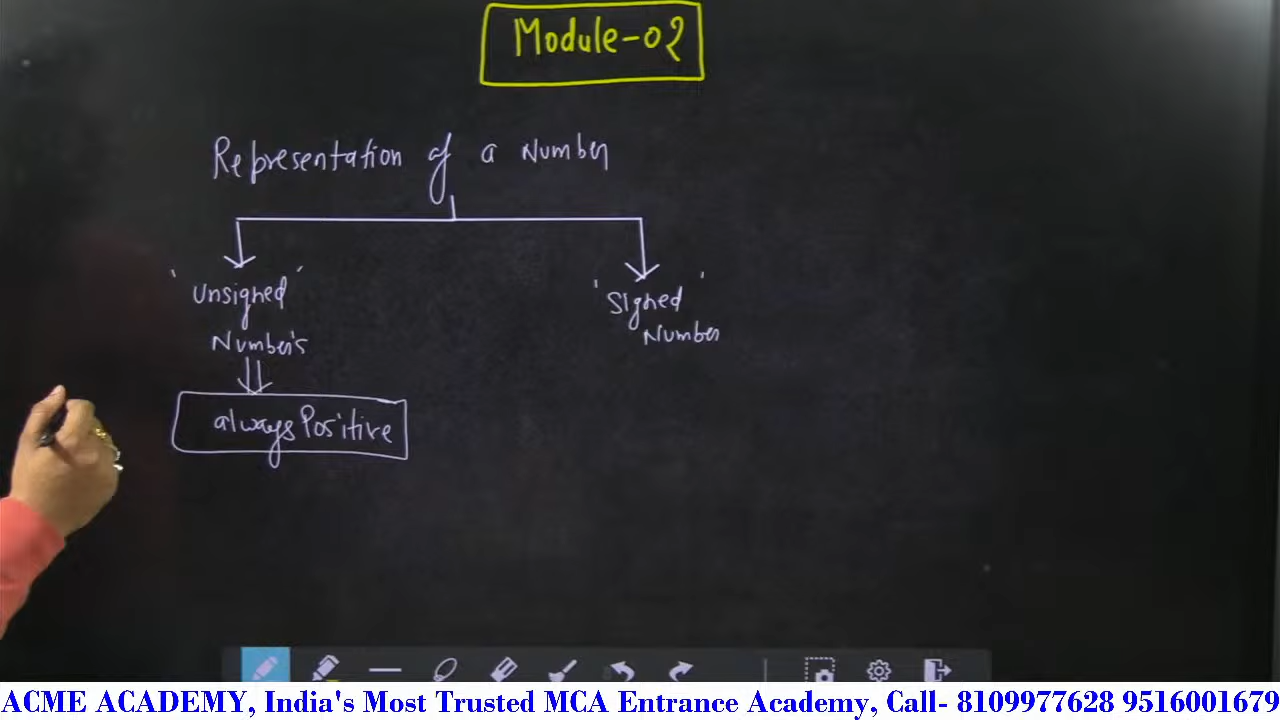 Module-02
Representation of a Number
'Unsigned'
Number's
'Signed'
Number
always Positive
ACME ACADEMY, India's Most Trusted MCA Entrance Academy, Call- 8109977628 9516001679